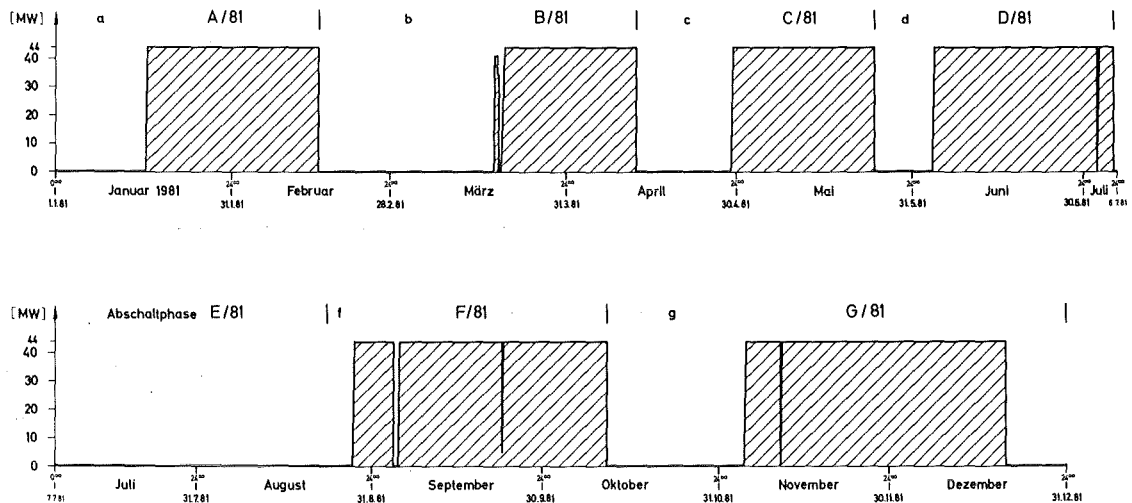 [MW] a A/81 b B/81 c C/81 d D/81
44
40
30
20
10
0
0⁰⁰ 24⁰⁰ 24⁰⁰ 24⁰⁰ 24⁰⁰ 24⁰⁰ 24⁰⁰ 24⁰⁰
Januar 1981 Februar März April Mai Juni Juli
1.1.81 31.1.81 28.2.81 31.3.81 30.4.81 31.5.81 30.6.81 6.7.81
[MW] Abschaltphase E/81 f F/81 g G/81
44
40
30
20
10
0
24⁰⁰ 24⁰⁰ 24⁰⁰ 24⁰⁰ 24⁰⁰ 24⁰⁰
Juli August September Oktober November Dezember
7.7.81 31.7.81 31.8.81 30.9.81 31.10.81 30.11.81 31.12.81